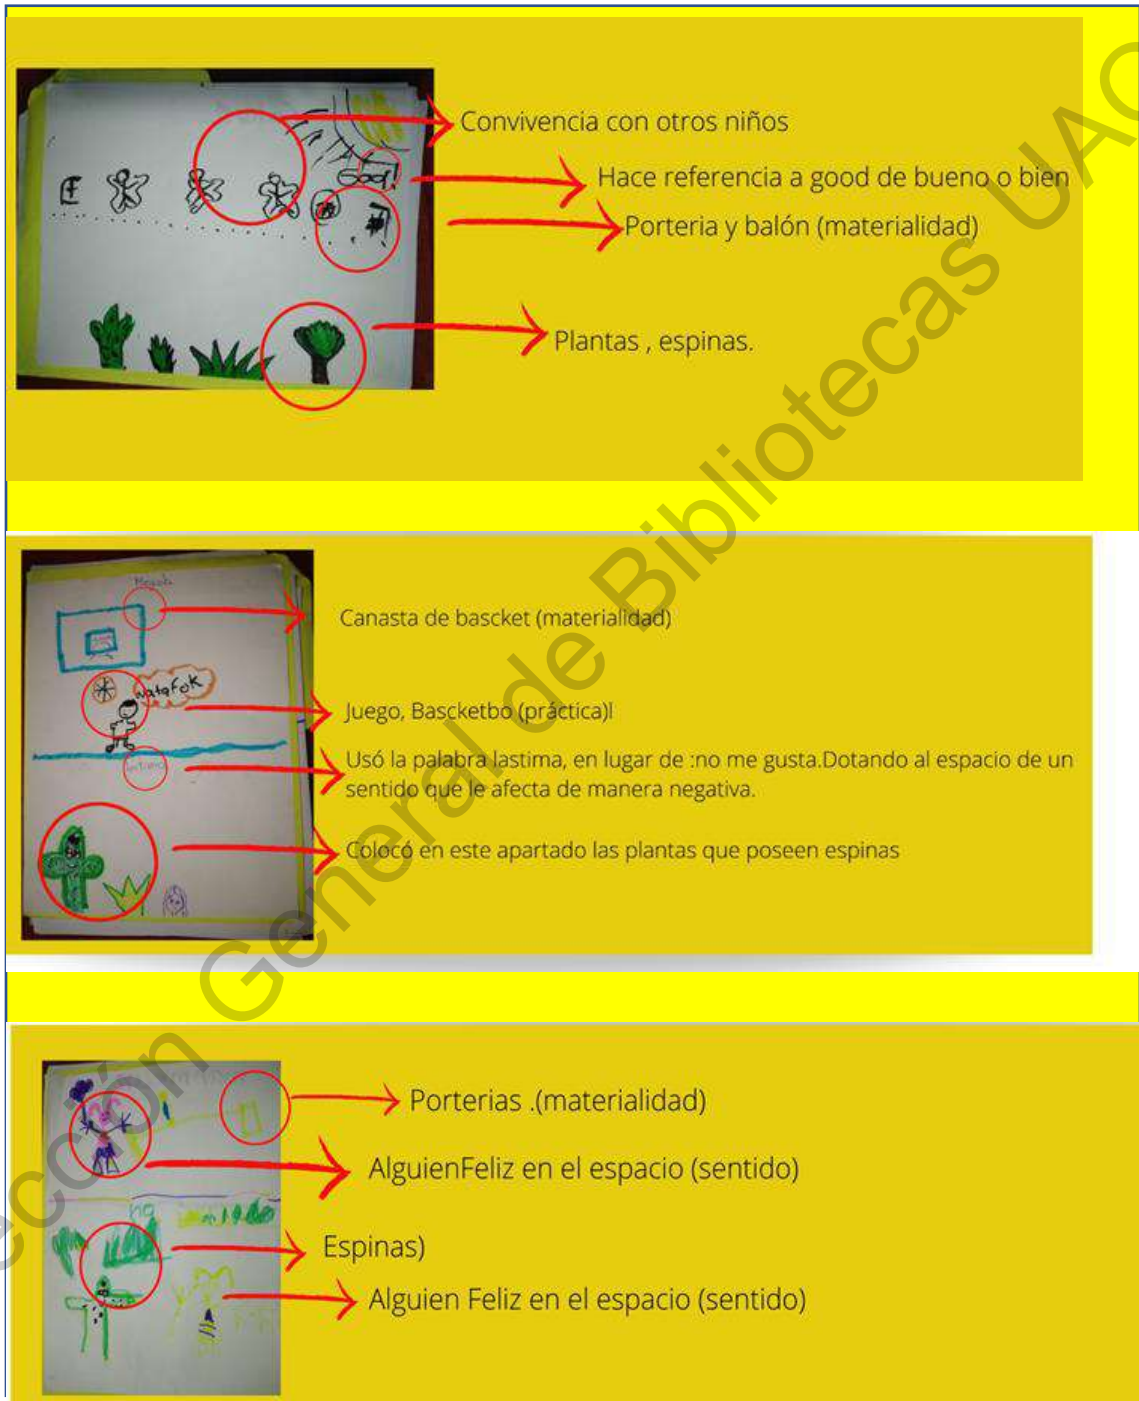 Convivencia con otros niños
Gool!
Hace referencia a good de bueno o bien
Porteria y balón (materialidad)
Plantas , espinas.
Canasta de bascket (materialidad)
Juego, Bascketbo (práctica)l
Usó la palabra lastima, en lugar de :no me gusta.Dotando al espacio de un
sentido que le afecta de manera negativa.
Colocó en este apartado las plantas que poseen espinas
no
Porterias .(materialidad)
AlguienFeliz en el espacio (sentido)
Espinas)
Alguien Feliz en el espacio (sentido)
Dirección General de Bibliotecas UAQ